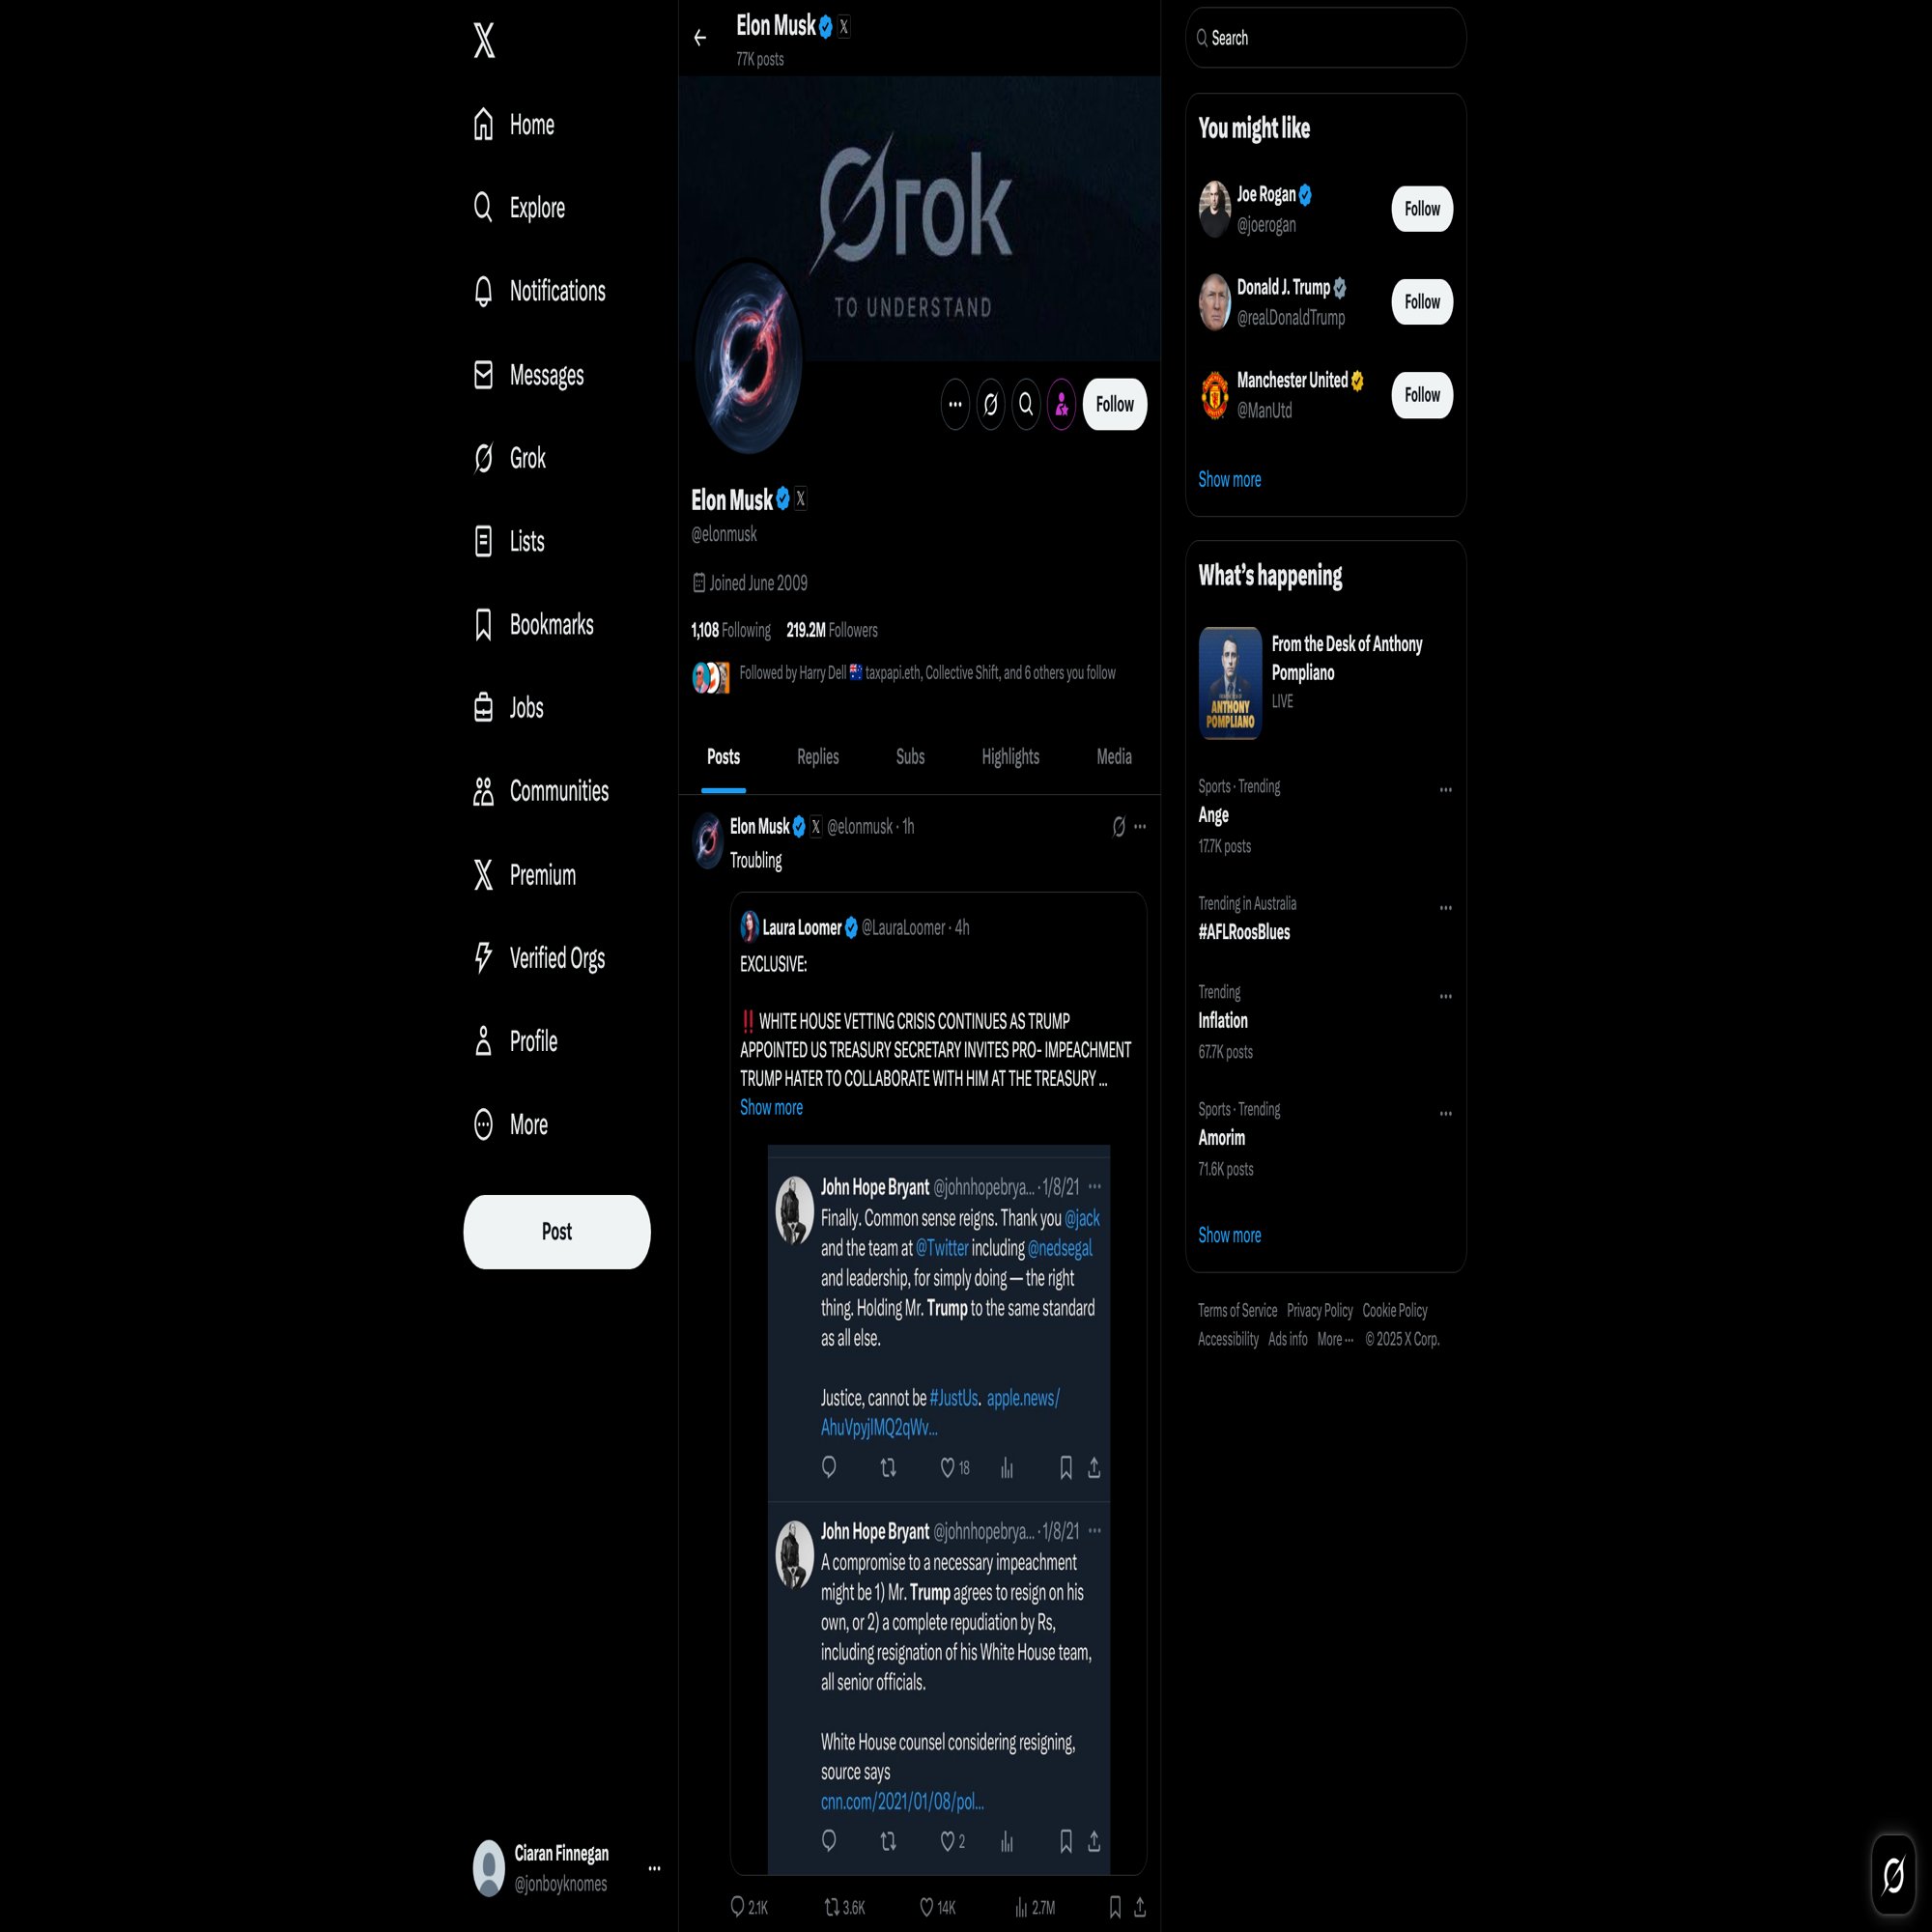 Home
Explore
Notifications
Messages
Grok
Lists
Bookmarks
Jobs
Communities
Premium
Verified Orgs
Profile
More
Post
Ciaran Finnegan
@jonboyknomes
Elon Musk
77K posts
Grok
TO UNDERSTAND
Follow
Elon Musk
@elonmusk
Joined June 2009
1,108 Following 219.2M Followers
Followed by Harry Dell 🇦🇺 taxpapi.eth, Collective Shift, and 6 others you follow
Posts Replies Subs Highlights Media
Elon Musk @elonmusk · 1h
Troubling
Laura Loomer @LauraLoomer · 4h
EXCLUSIVE:
‼️ WHITE HOUSE VETTING CRISIS CONTINUES AS TRUMP
APPOINTED US TREASURY SECRETARY INVITES PRO- IMPEACHMENT
TRUMP HATER TO COLLABORATE WITH HIM AT THE TREASURY ...
Show more
John Hope Bryant @johnhopebrya... · 1/8/21
Finally. Common sense reigns. Thank you @jack
and the team at @Twitter including @nedsegal
and leadership, for simply doing — the right
thing. Holding Mr. Trump to the same standard
as all else.
Justice, cannot be #JustUs. apple.news/
AhuVpyjIMQ2qWv...
18
John Hope Bryant @johnhopebrya... · 1/8/21
A compromise to a necessary impeachment
might be 1) Mr. Trump agrees to resign on his
own, or 2) a complete repudiation by Rs,
including resignation of his White House team,
all senior officials.
White House counsel considering resigning,
source says
cnn.com/2021/01/08/pol...
2
2.1K 3.6K 14K 2.7M
Search
You might like
Joe Rogan
@joerogan
Follow
Donald J. Trump
@realDonaldTrump
Follow
Manchester United
@ManUtd
Follow
Show more
What's happening
ANTHONY
POMPLIANO
From the Desk of Anthony
Pompliano
LIVE
Sports · Trending
Ange
17.7K posts
Trending in Australia
#AFLRoosBlues
Trending
Inflation
67.7K posts
Sports · Trending
Amorim
71.6K posts
Show more
Terms of Service Privacy Policy Cookie Policy
Accessibility Ads info More ··· © 2025 X Corp.